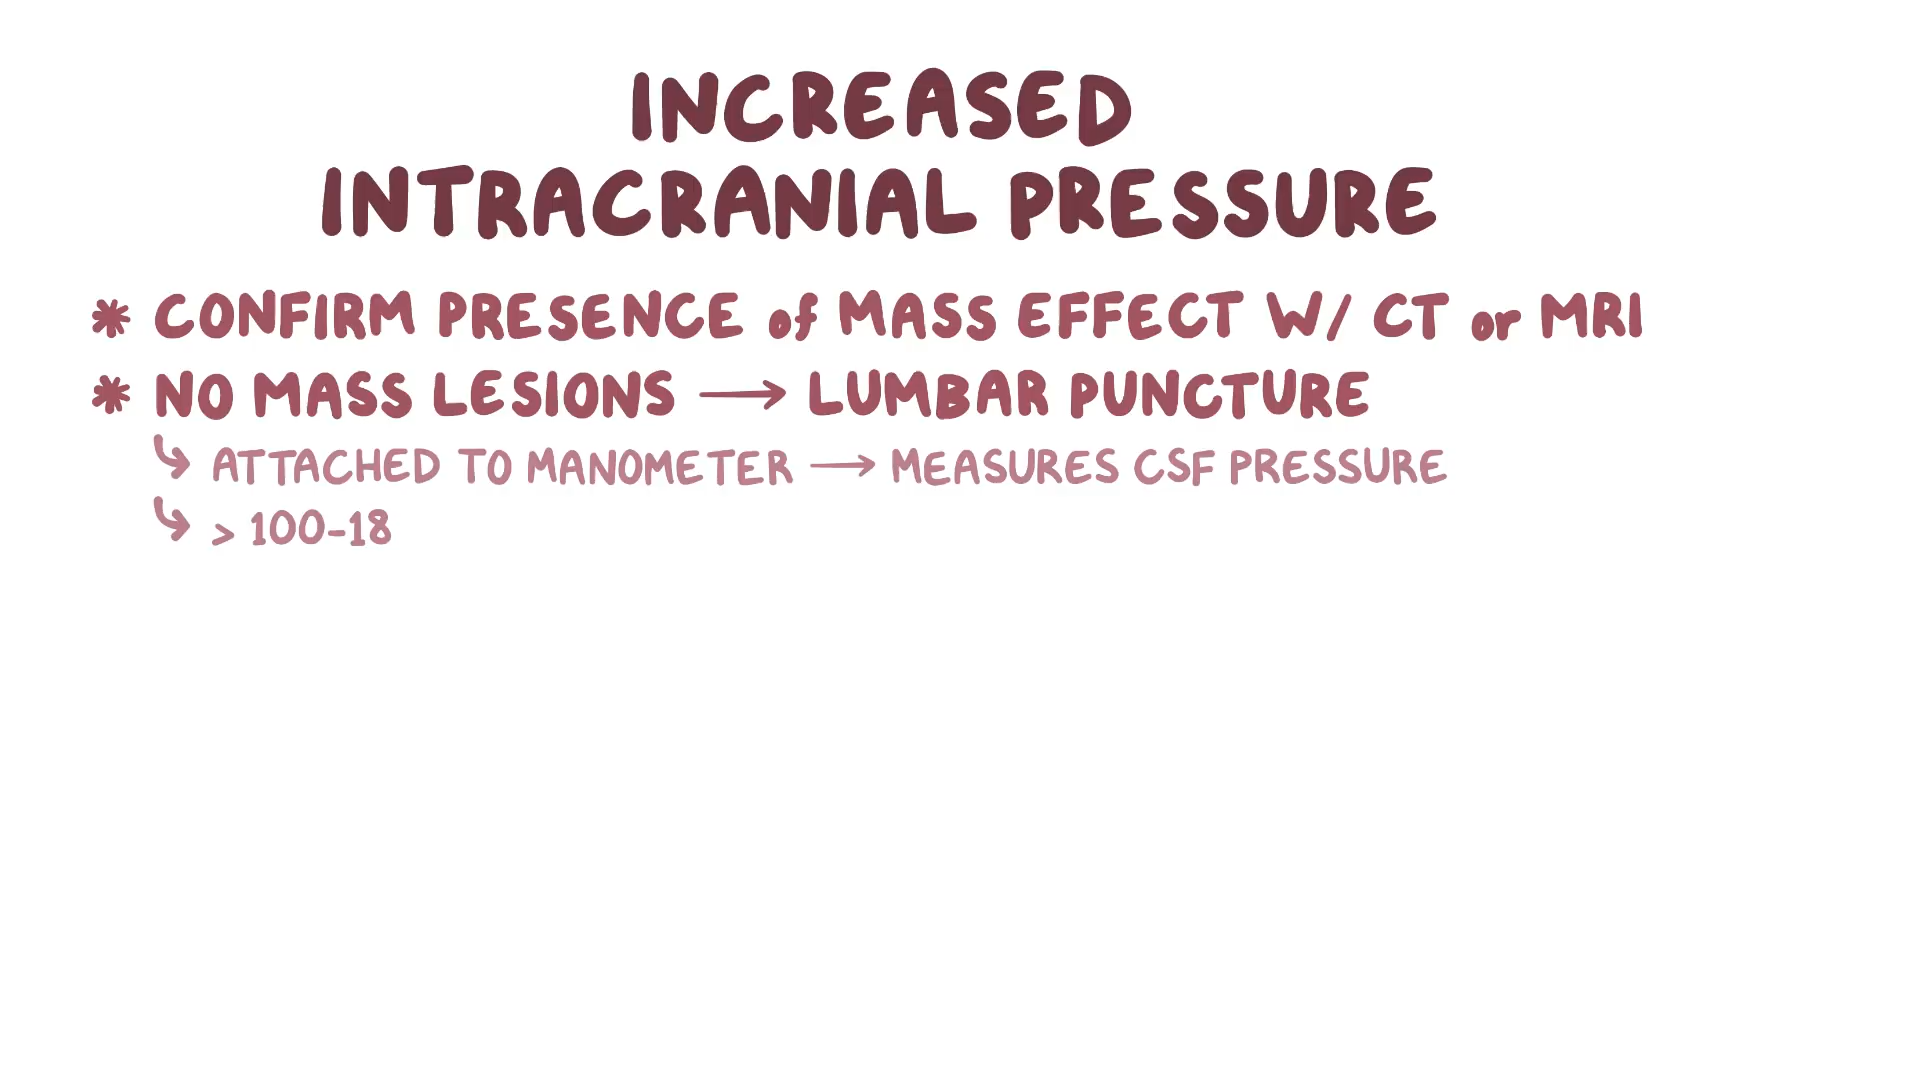 INCREASED
INTRACRANIAL PRESSURE
* CONFIRM PRESENCE of MASS EFFECT W/ CT or MRI
* NO MASS LESIONS → LUMBAR PUNCTURE
↳ ATTACHED TO MANOMETER → MEASURES CSF PRESSURE
↳ > 100-18